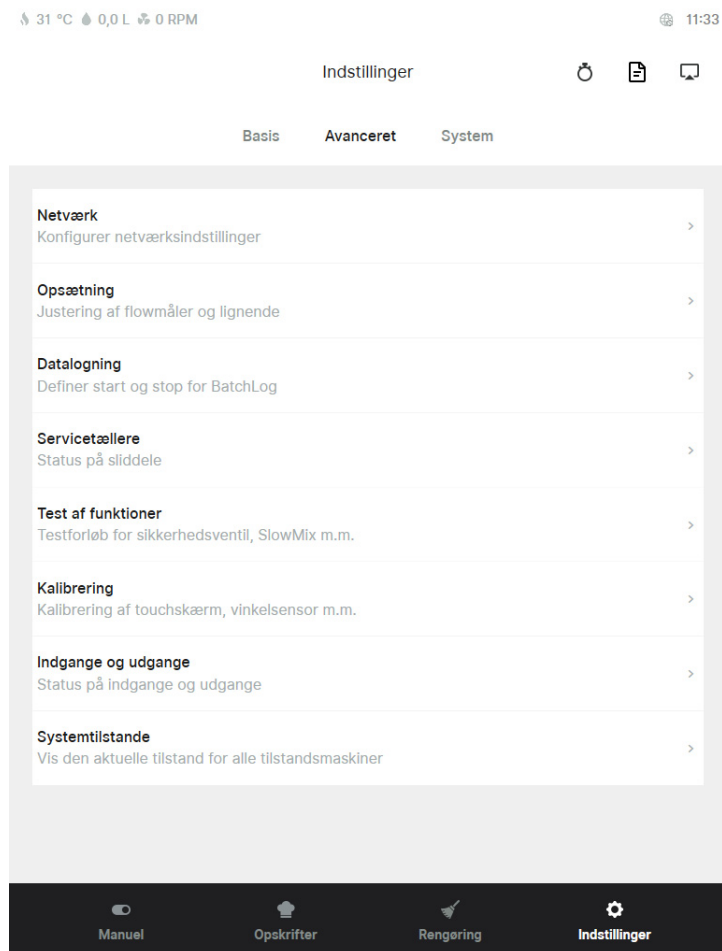 31 °C 0,0 L 0 RPM 11:33
Indstillinger
Basis Avanceret System
Netværk
Konfigurer netværksindstillinger
Opsætning
Justering af flowmåler og lignende
Datalogning
Definer start og stop for BatchLog
Servicetællere
Status på sliddele
Test af funktioner
Testforløb for sikkerhedsventil, SlowMix m.m.
Kalibrering
Kalibrering af touchskærm, vinkelsensor m.m.
Indgange og udgange
Status på indgange og udgange
Systemtilstande
Vis den aktuelle tilstand for alle tilstandsmaskiner
Manuel Opskrifter Rengøring Indstillinger